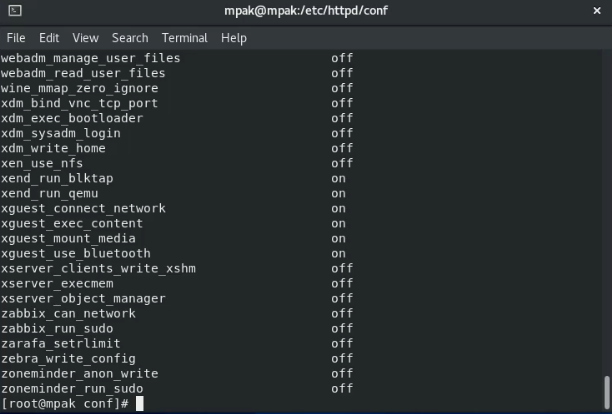 mpak@mpak:/etc/httpd/conf
File Edit View Search Terminal Help
webadm_manage_user_files off
webadm_read_user_files off
wine_mmap_zero_ignore off
xdm_bind_vnc_tcp_port off
xdm_exec_bootloader off
xdm_sysadm_login off
xdm_write_home off
xen_use_nfs off
xend_run_blktap on
xend_run_qemu on
xguest_connect_network on
xguest_exec_content on
xguest_mount_media on
xguest_use_bluetooth on
xserver_clients_write_xshm off
xserver_execmem off
xserver_object_manager off
zabbix_can_network off
zabbix_run_sudo off
zarafa_setrlimit off
zebra_write_config off
zoneminder_anon_write off
zoneminder_run_sudo off
[root@mpak conf]#